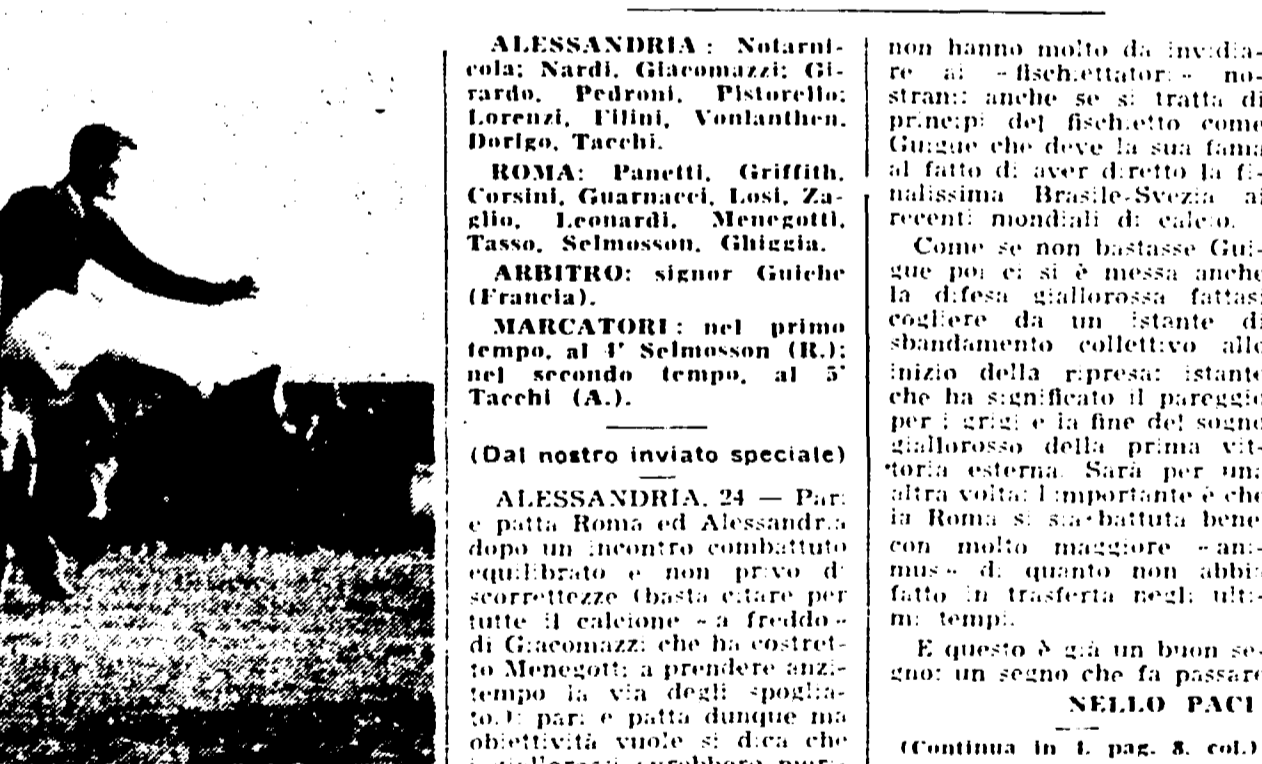 ALESSANDRIA: Notarni-
cola; Nardi, Giacomazzi; Gi-
rardo, Pedroni, Pistorello;
Lorenzi, Filini, Vonlanthen,
Dorigo, Tacchi.
ROMA: Panetti, Griffith,
Corsini, Guarnacci, Losi, Za-
glio, Leonardi, Menegotti,
Tasso, Selmosson, Ghiggia.
ARBITRO: signor Guiche
(Francia).
MARCATORI: nel primo
tempo, al 4' Selmosson (R.);
nel secondo tempo, al 5'
Tacchi (A.).
(Dal nostro inviato speciale)
ALESSANDRIA, 24 — Pari
e patta Roma ed Alessandria
dopo un incontro combattuto
equilibrato e non privo di
scorrettezze (basta citare per
tutte il calcione « a freddo »
di Giacomazzi che ha costret-
to Menegotti a prendere anzi-
tempo la via degli spoglia-
toi): pari e patta dunque ma
obiettività vuole si dica che
i giallorossi avrebbero meri-
non hanno molto da invidia-
re ai « fischiettatori » no-
strani: anche se si tratta di
principi del fischietto come
Guigue che deve la sua fama
al fatto di aver diretto la fi-
nalissima Brasile-Svezia ai
recenti mondiali di calcio.
Come se non bastasse Gui-
gue poi ci si è messa anche
la difesa giallorossa fattasi
cogliere da un istante di
sbandamento collettivo allo
inizio della ripresa: istante
che ha significato il pareggio
per i grigi e la fine del sogno
giallorosso della prima vit-
toria esterna. Sarà per una
altra volta: l'importante è che
la Roma si sia battuta bene
con molto maggiore « ani-
mus » di quanto non abbia
fatto in trasferta negli ulti-
mi tempi.
E questo è già un buon se-
gno: un segno che fa passare
NELLO PACI
(Continua in 4. pag. 8. col.)